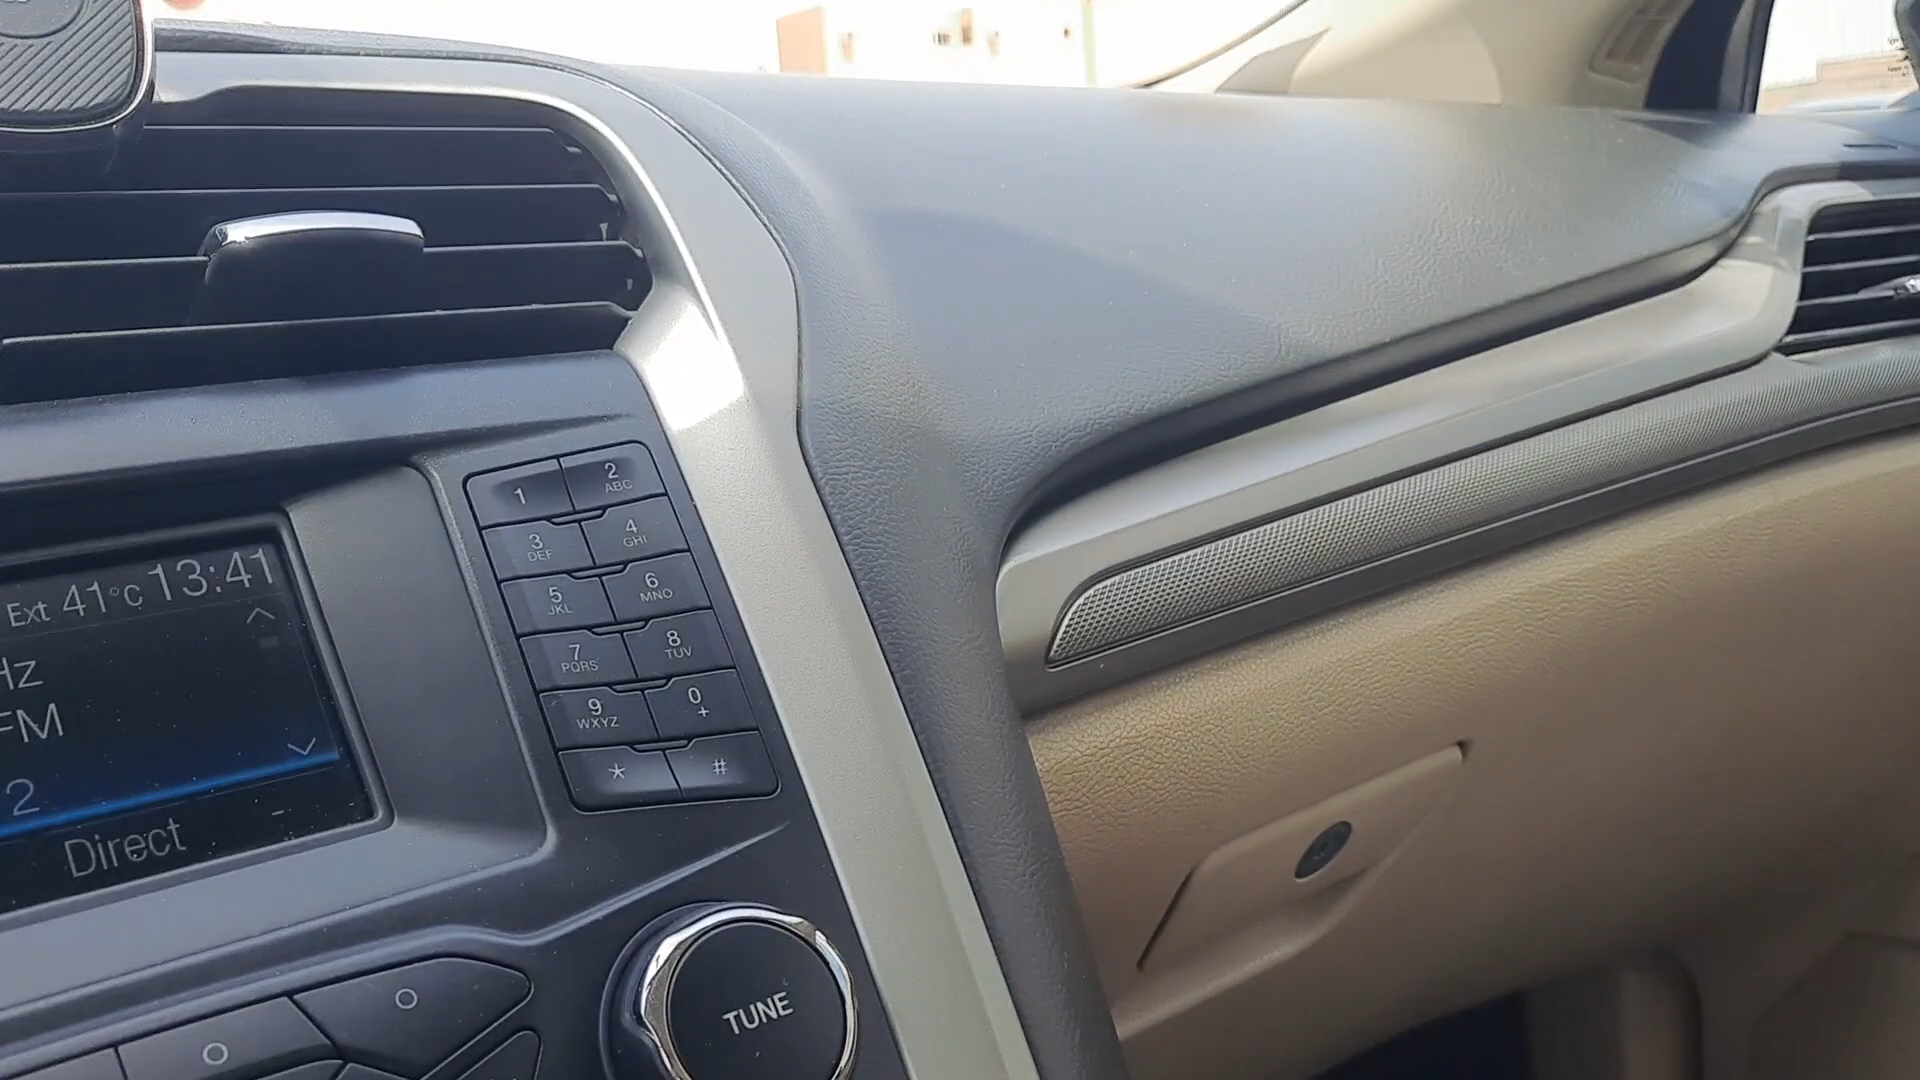 Ext 41°C 13:41
Hz
FM
2
Direct
1
2 ABC
3 DEF
4 GHI
5 JKL
6 MNO
7 PQRS
8 TUV
9 WXYZ
0 +
*
#
TUNE